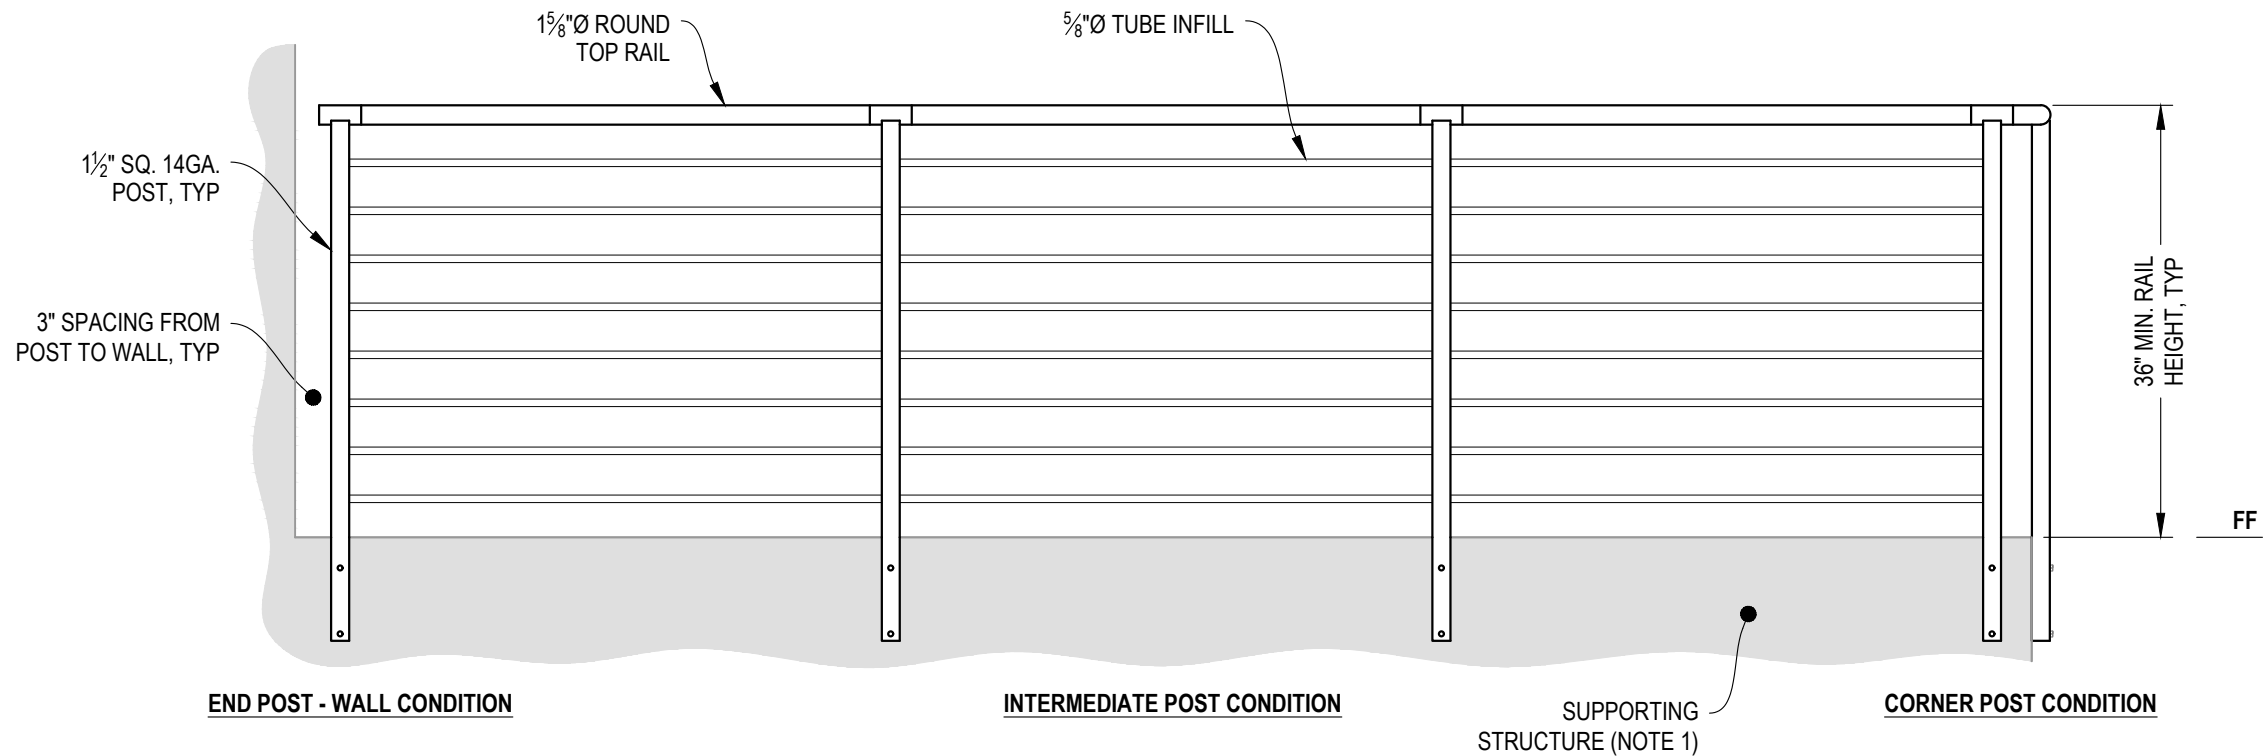 1⅝"Ø ROUND
TOP RAIL
⅝"Ø TUBE INFILL
1½" SQ. 14GA.
POST, TYP
3" SPACING FROM
POST TO WALL, TYP
36" MIN. RAIL
HEIGHT, TYP
FF
END POST - WALL CONDITION
INTERMEDIATE POST CONDITION
SUPPORTING
STRUCTURE (NOTE 1)
CORNER POST CONDITION